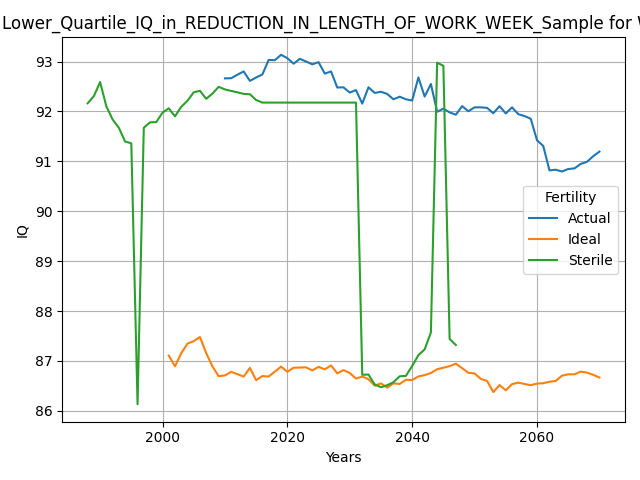 Lower_Quartile_IQ_in_REDUCTION_IN_LENGTH_OF_WORK_WEEK_Sample for
93
92
91
90
89
88
87
86
IQ
Fertility
Actual
Ideal
Sterile
2000
2020
2040
2060
Years